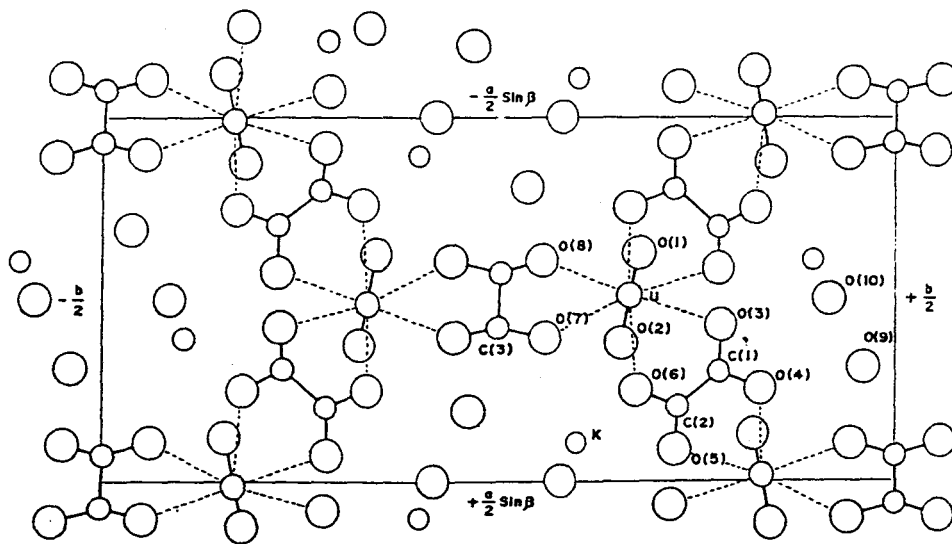 − a/2 Sin β
O(8)
O(1)
O(10)
− b/2
U
+ b/2
O(7)
O(2)
O(3)
C(3)
C(1)
O(9)
O(6)
O(4)
C(2)
K
O(5)
+ a/2 Sin β